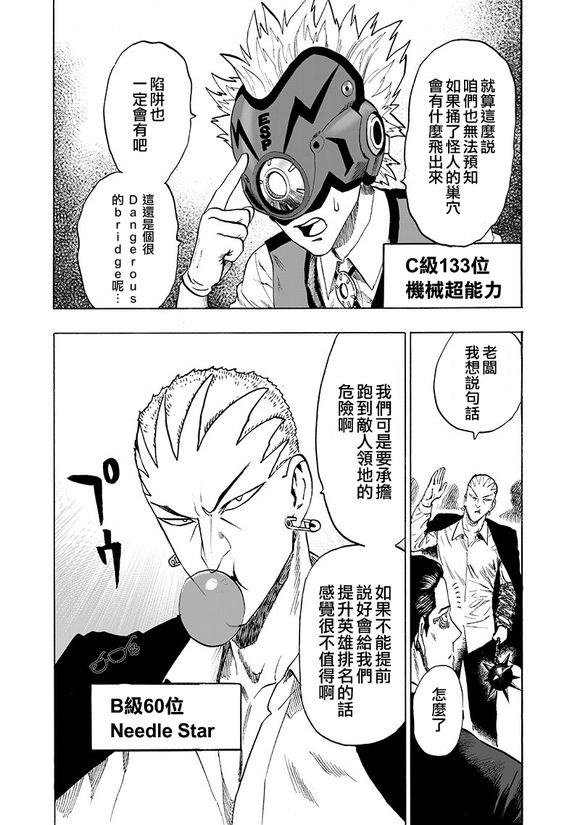 就算這麼說
咱們也無法預知
如果捅了怪人的巢穴
會有什麼飛出來
ESP
陷阱也
一定會有吧
這還是個很
Dangerous
的bridge呢…
C級133位
機械超能力
老闆
我想說句話
怎麼了
我們可是要承擔
跑到敵人領地的
危險啊
プゥ
如果不能提前
說好會給我們
提升英雄排名的話
感覺很不值得啊
B級60位
Needle Star